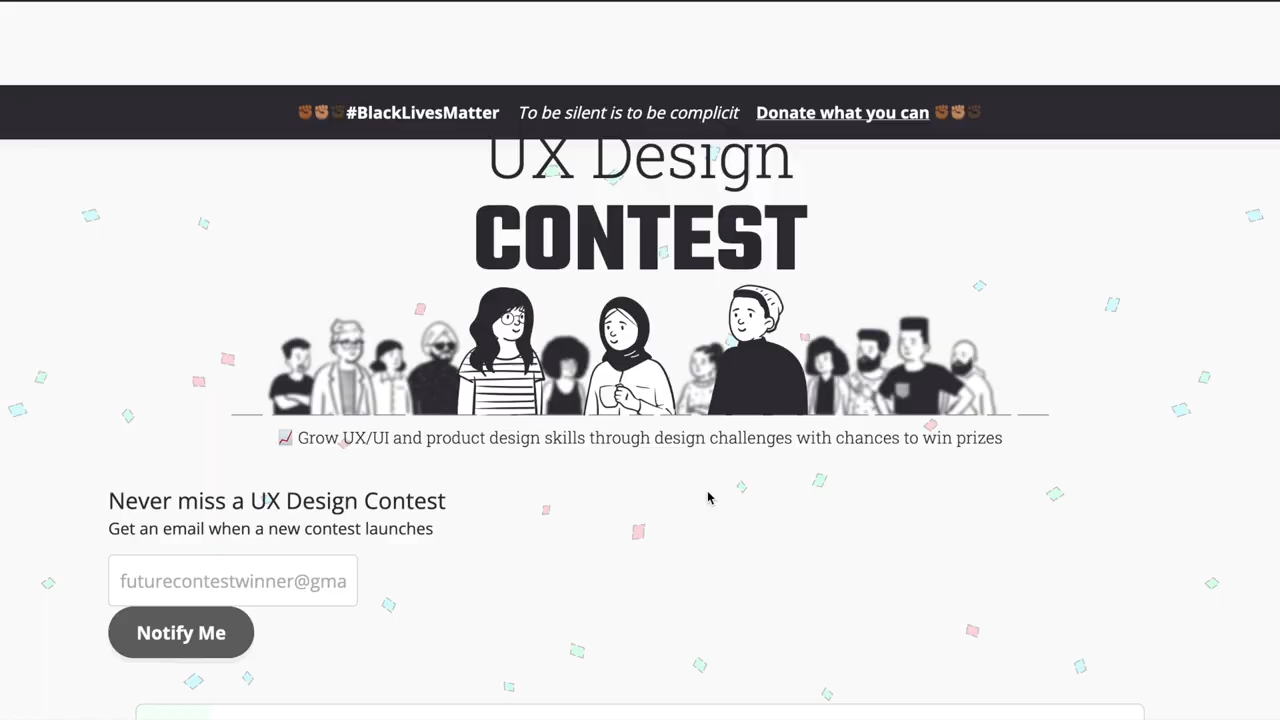 #BlackLivesMatter To be silent is to be complicit Donate what you can
UX Design
CONTEST
Grow UX/UI and product design skills through design challenges with chances to win prizes
Never miss a UX Design Contest
Get an email when a new contest launches
futurecontestwinner@gma
Notify Me